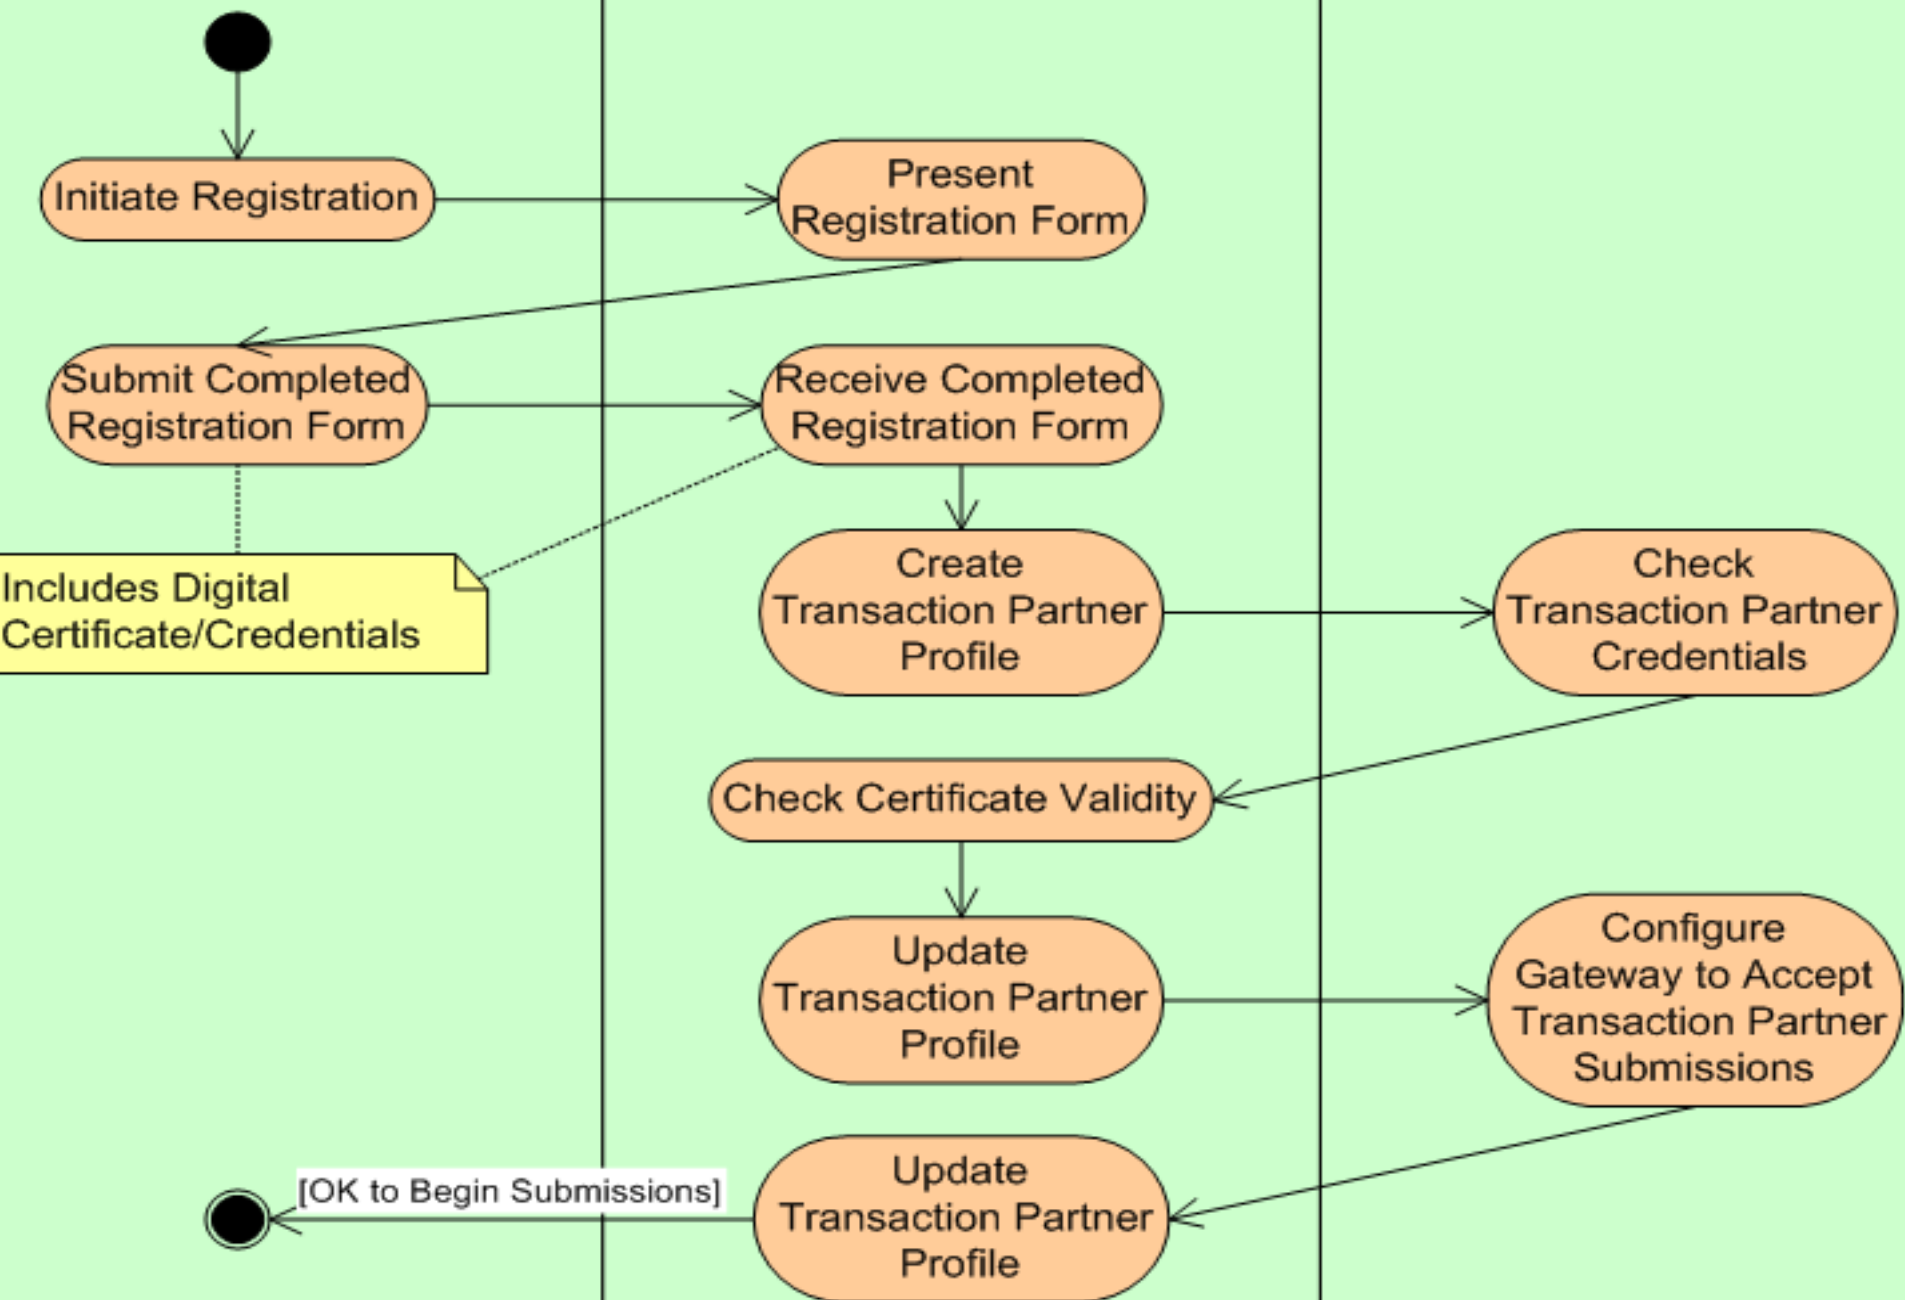 Initiate Registration
Present
Registration Form
Submit Completed
Registration Form
Receive Completed
Registration Form
Includes Digital
Certificate/Credentials
Create
Transaction Partner
Profile
Check
Transaction Partner
Credentials
Check Certificate Validity
Update
Transaction Partner
Profile
Configure
Gateway to Accept
Transaction Partner
Submissions
[OK to Begin Submissions]
Update
Transaction Partner
Profile